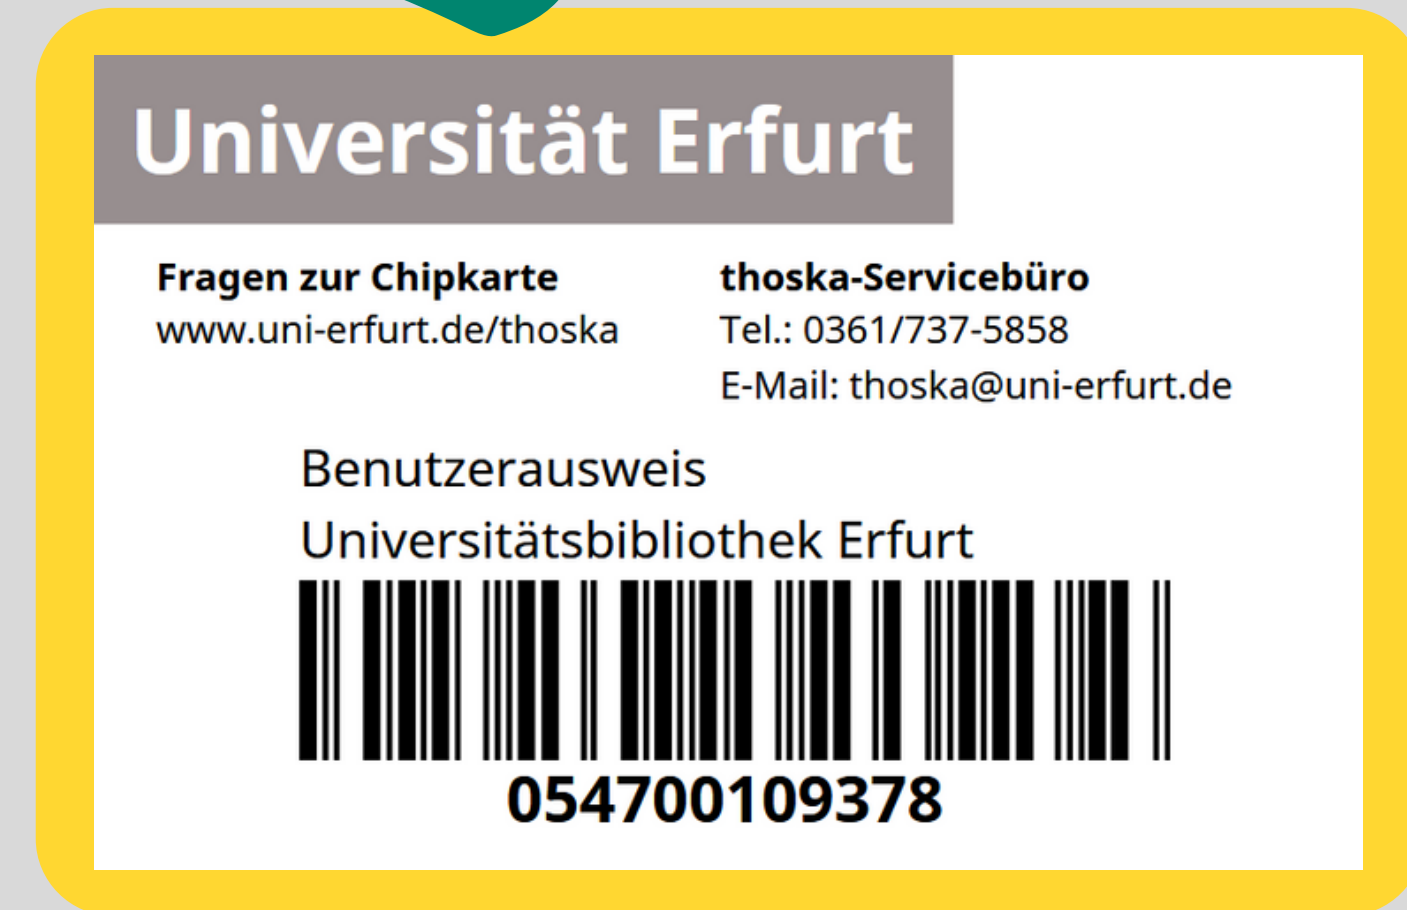 Universität Erfurt
Fragen zur Chipkarte
www.uni-erfurt.de/thoska
thoska-Servicebüro
Tel.: 0361/737-5858
E-Mail: thoska@uni-erfurt.de
Benutzerausweis
Universitätsbibliothek Erfurt
054700109378